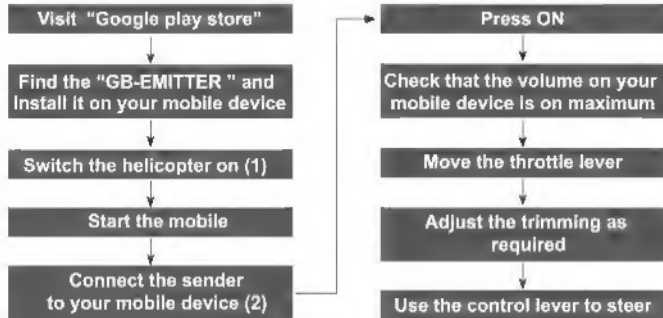 Visit "Google play store"
Find the "GB-EMITTER " and
install it on your mobile device
Switch the helicopter on (1)
Start the mobile
Connect the sender
to your mobile device (2)
Press ON
Check that the volume on your
mobile device is on maximum
Move the throttle lever
Adjust the trimming as
required
Use the control lever to steer